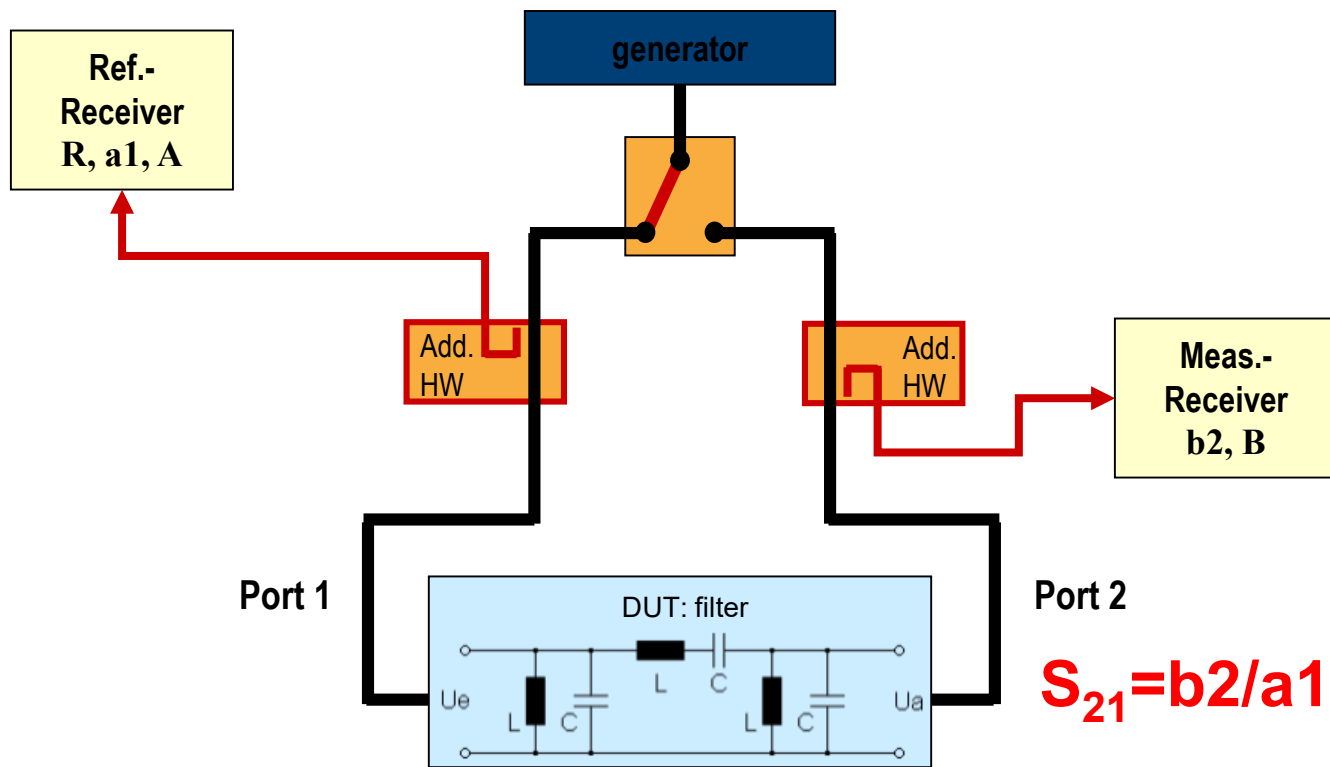 generator
Ref.-
Receiver
R, a1, A
Add.
HW
Add.
HW
Meas.-
Receiver
b2, B
Port 1
Port 2
DUT: filter
L
C
Ue
L
C
L
C
Ua
S21=b2/a1